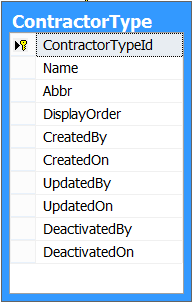 ContractorType
ContractorTypeId
Name
Abbr
DisplayOrder
CreatedBy
CreatedOn
UpdatedBy
UpdatedOn
DeactivatedBy
DeactivatedOn